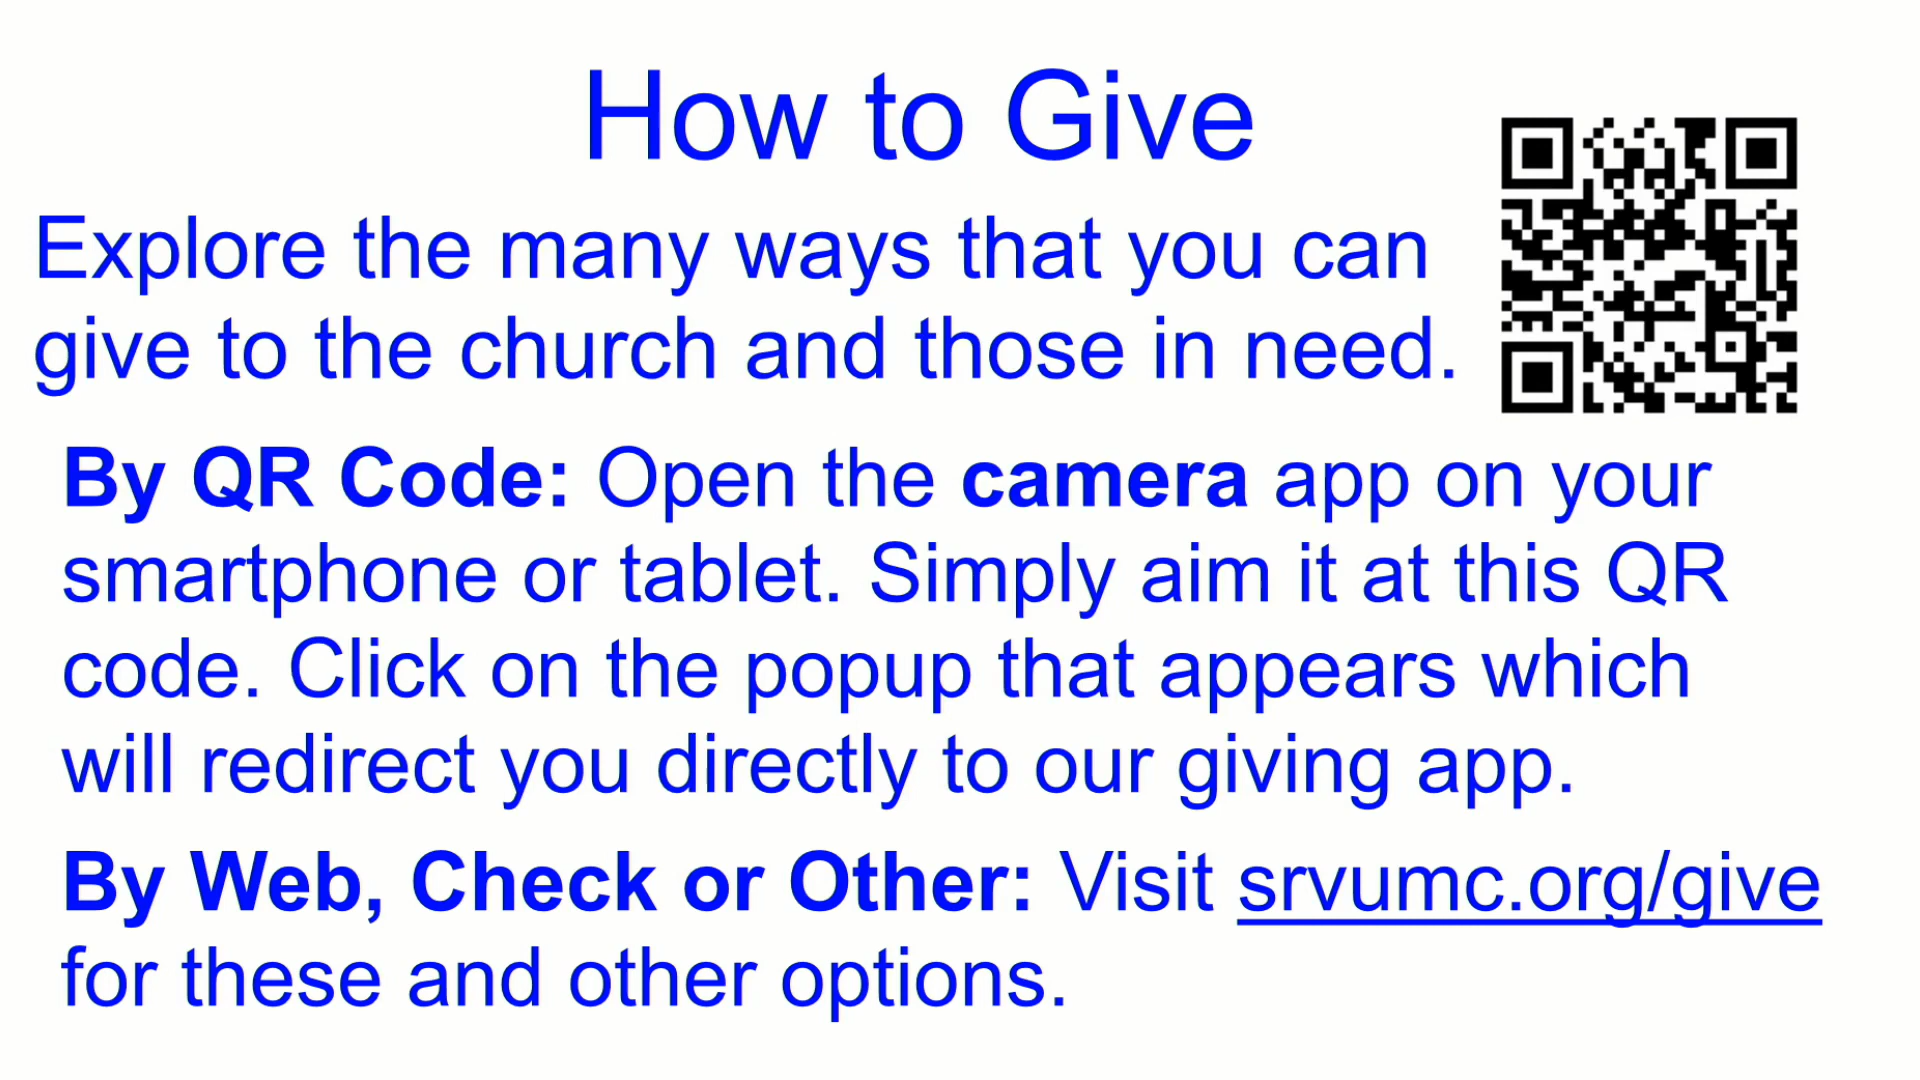 How to Give
Explore the many ways that you can
give to the church and those in need.
By QR Code: Open the camera app on your
smartphone or tablet. Simply aim it at this QR
code. Click on the popup that appears which
will redirect you directly to our giving app.
By Web, Check or Other: Visit srvumc.org/give
for these and other options.